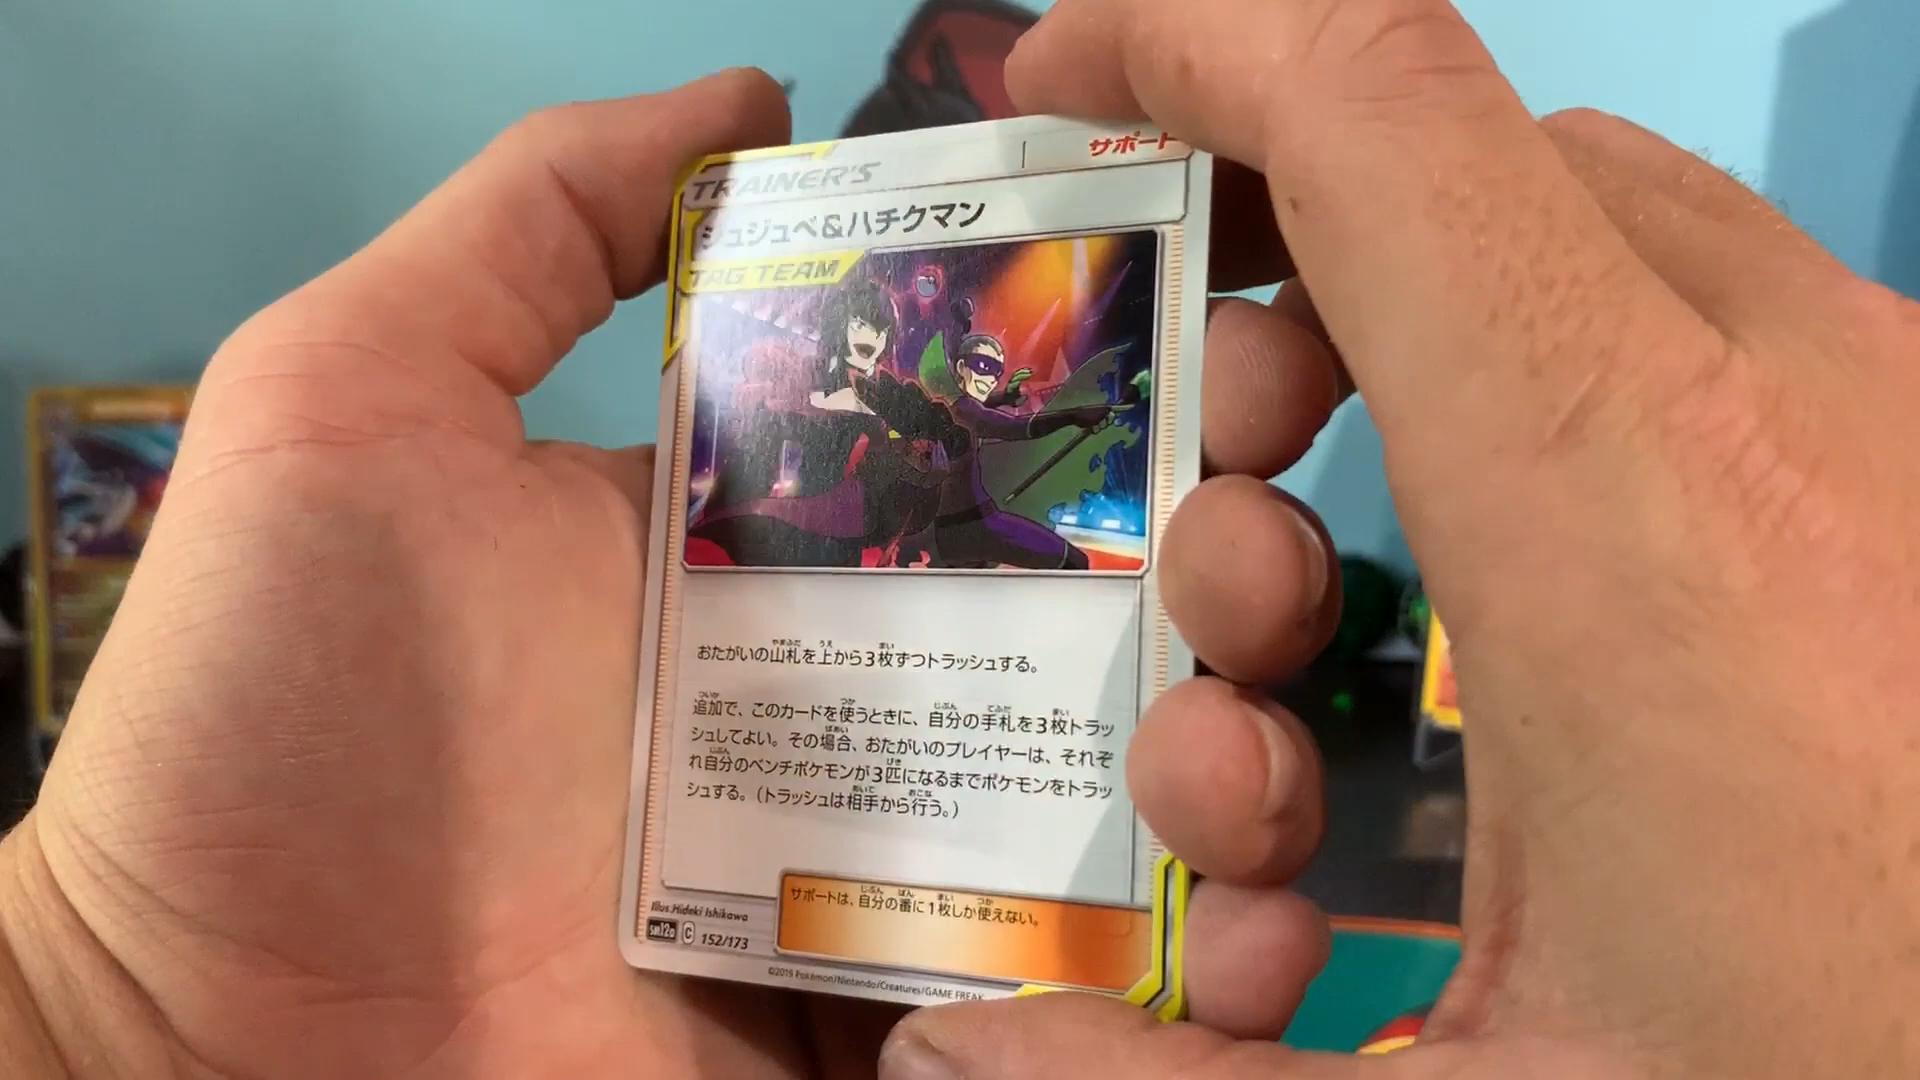 サポート
TRAINER'S
ジュジュベ&ハチクマン
TAG TEAM
おたがいの山札を上から3枚ずつトラッシュする。
追加で、このカードを使うときに、自分の手札を3枚トラッ
シュしてよい。その場合、おたがいのプレイヤーは、それぞ
れ自分のベンチポケモンが3匹になるまでポケモンをトラッ
シュする。(トラッシュは相手から行う。)
サポートは、自分の番に1枚しか使えない。
Illus.Hideki Ishikawa
sm12a C 152/173
©2019 Pokémon/Nintendo/Creatures/GAME FREAK